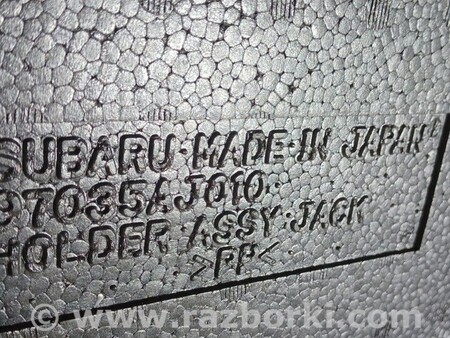 SUBARU·MADE·IN JAPAN
97035AJ010
HOLDER ASSY·JACK
>PP<
© - www.razborki.com